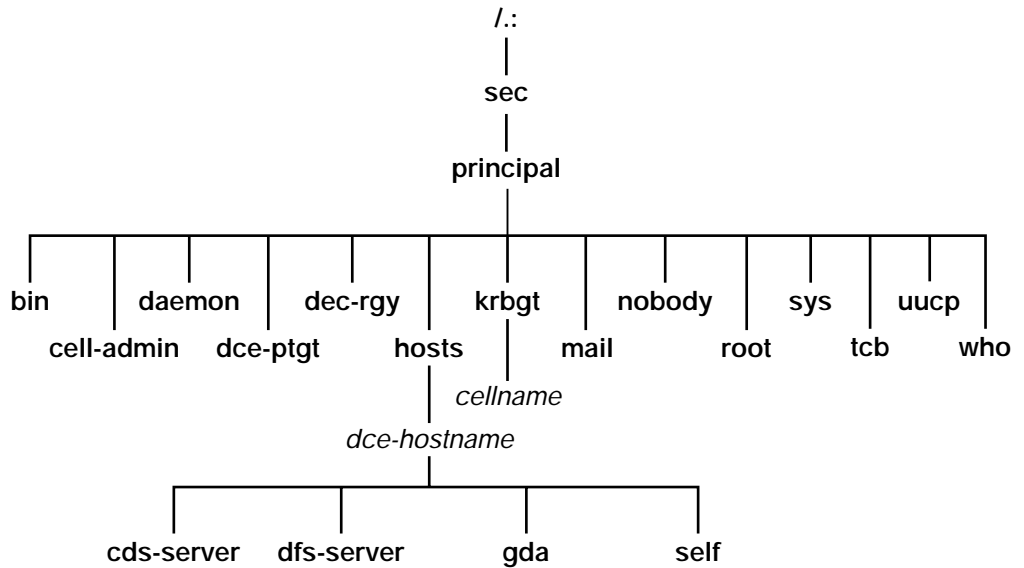 /.:
sec
principal
bin daemon dec-rgy krbgt nobody sys uucp
cell-admin dce-ptgt hosts mail root tcb who
cellname
dce-hostname
cds-server dfs-server gda self